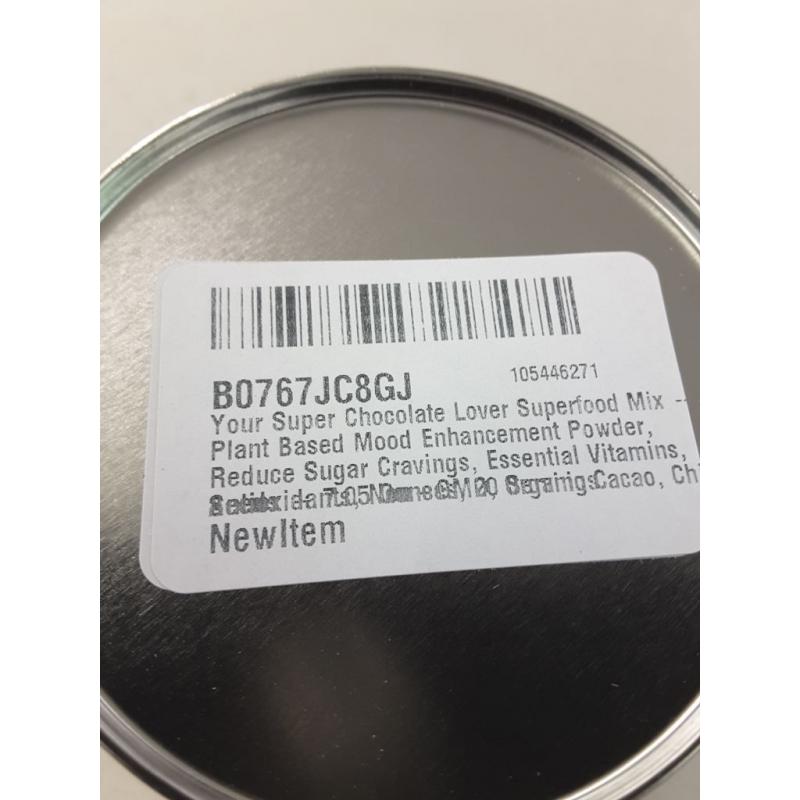 B0767JC8GJ
105446271
Your Super Chocolate Lover Superfood Mix -
Plant Based Mood Enhancement Powder,
Reduce Sugar Cravings, Essential Vitamins,
Cacao, Ch
NewItem